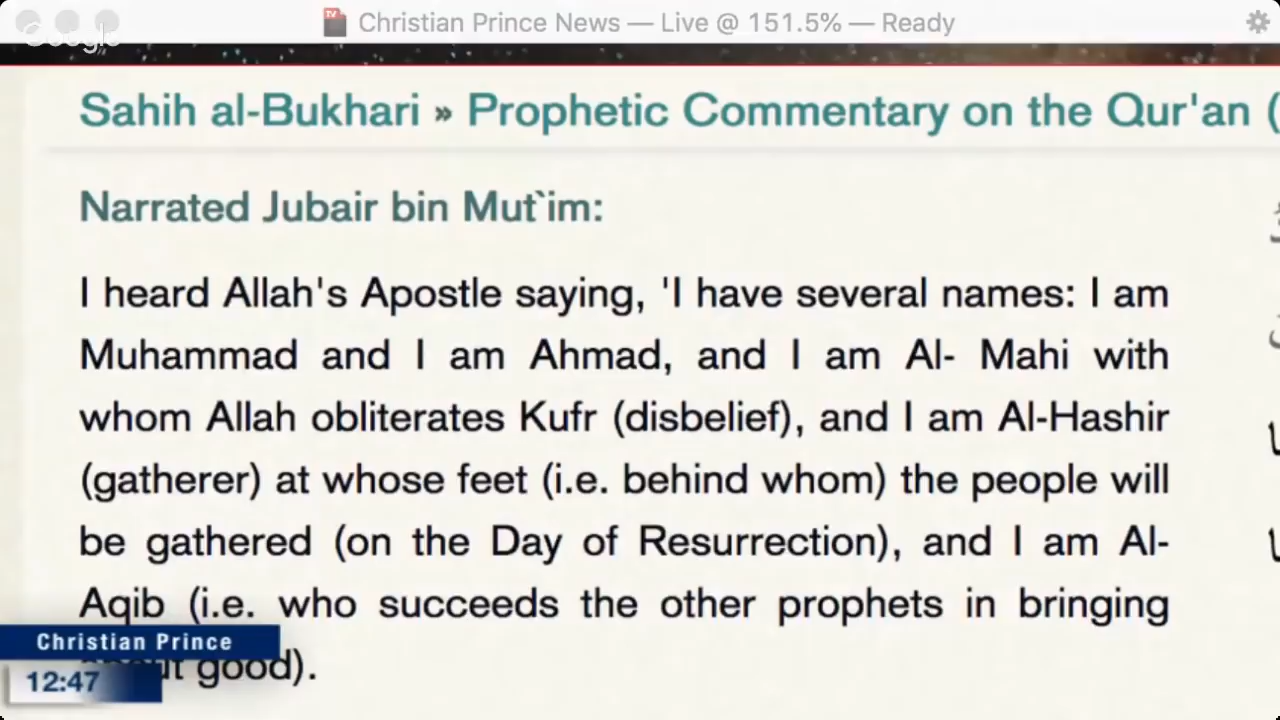 Christian Prince News — Live @ 151.5% — Ready
Google
Sahih al-Bukhari » Prophetic Commentary on the Qur'an (
Narrated Jubair bin Mut`im:
I heard Allah's Apostle saying, 'I have several names: I am
Muhammad and I am Ahmad, and I am Al- Mahi with
whom Allah obliterates Kufr (disbelief), and I am Al-Hashir
(gatherer) at whose feet (i.e. behind whom) the people will
be gathered (on the Day of Resurrection), and I am Al-
Aqib (i.e. who succeeds the other prophets in bringing
good).
Christian Prince
12:47